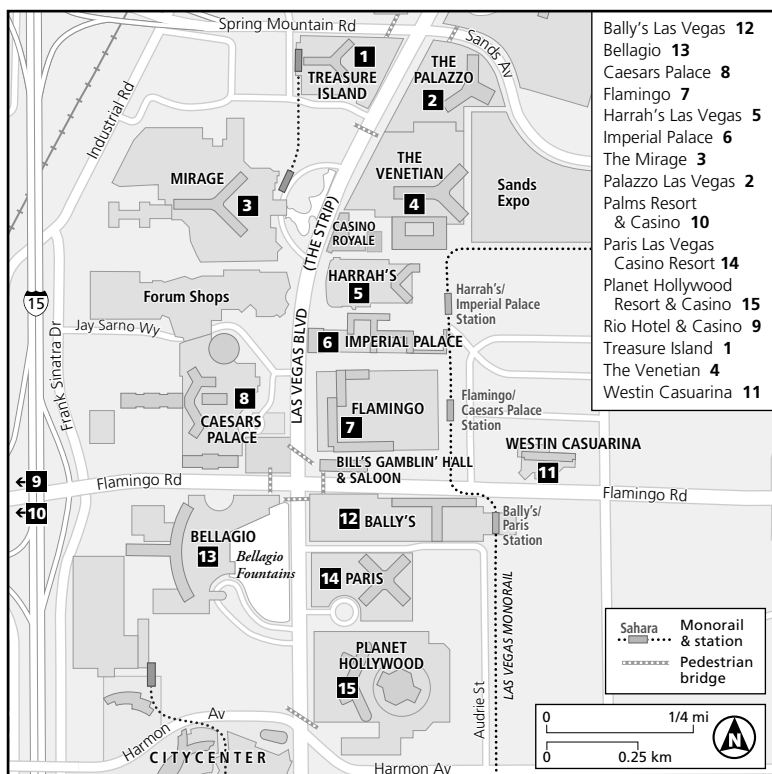 Spring Mountain Rd
Sands Av
Industrial Rd
1
TREASURE
ISLAND
THE
PALAZZO
2
MIRAGE
3
THE
VENETIAN
4
Sands
Expo
(THE STRIP)
CASINO
ROYALE
HARRAH'S
5
Harrah's/
Imperial Palace
Station
15
Forum Shops
Jay Sarno Wy
Frank Sinatra Dr
LAS VEGAS BLVD
6 IMPERIAL PALACE
8
CAESARS
PALACE
FLAMINGO
7
Flamingo/
Caesars Palace
Station
WESTIN CASUARINA
11
BILL'S GAMBLIN' HALL
& SALOON
←9
Flamingo Rd
Flamingo Rd
←10
12 BALLY'S
Bally's/
Paris
Station
BELLAGIO
13
Bellagio
Fountains
14 PARIS
PLANET
HOLLYWOOD
15
LAS VEGAS MONORAIL
Audrie St
Harmon Av
Harmon Av
CITYCENTER
Bally's Las Vegas 12
Bellagio 13
Caesars Palace 8
Flamingo 7
Harrah's Las Vegas 5
Imperial Palace 6
The Mirage 3
Palazzo Las Vegas 2
Palms Resort
& Casino 10
Paris Las Vegas
Casino Resort 14
Planet Hollywood
Resort & Casino 15
Rio Hotel & Casino 9
Treasure Island 1
The Venetian 4
Westin Casuarina 11
Sahara
Monorail
& station
Pedestrian
bridge
0 1/4 mi
0 0.25 km
N